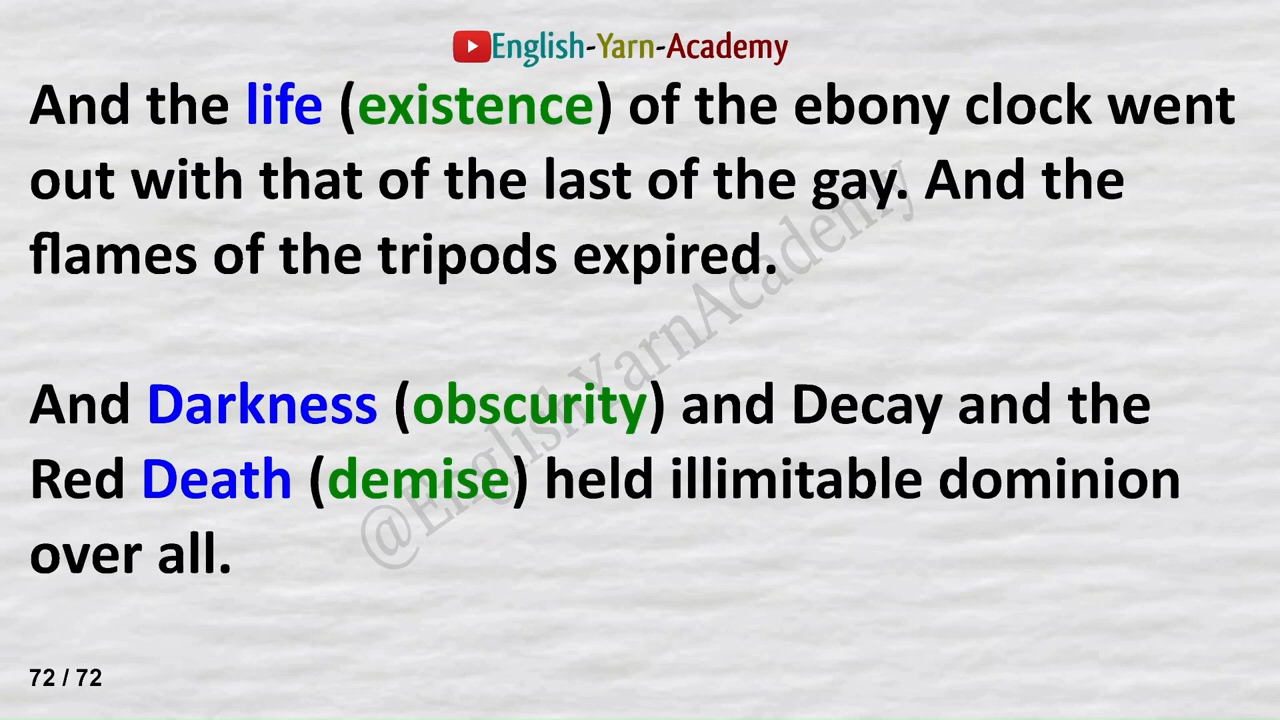 English-Yarn-Academy
And the life (existence) of the ebony clock went
out with that of the last of the gay. And the
flames of the tripods expired.
And Darkness (obscurity) and Decay and the
Red Death (demise) held illimitable dominion
over all.
@EnglishYarnAcademy
72 / 72